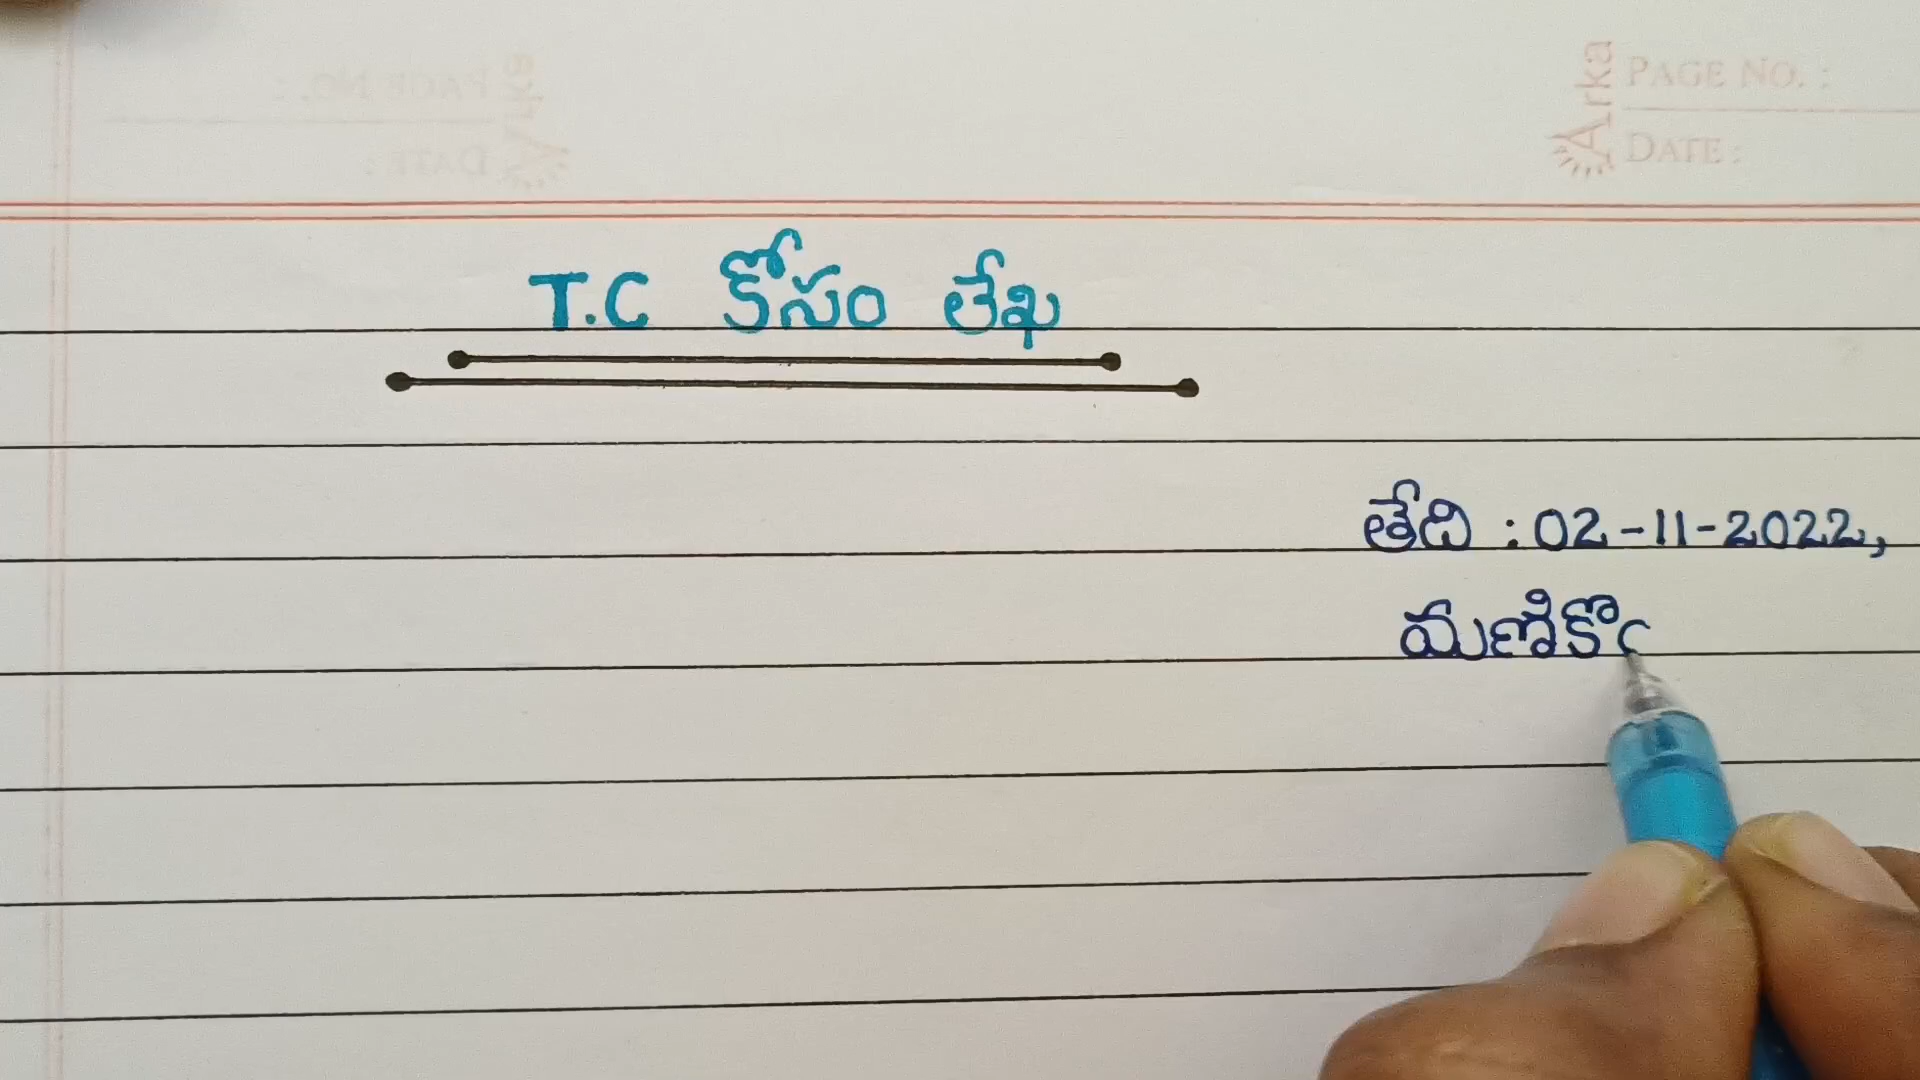 Arka PAGE NO. :
DATE :
T.C కోసం లేఖ
తేది : 02-11-2022,
మణికొ